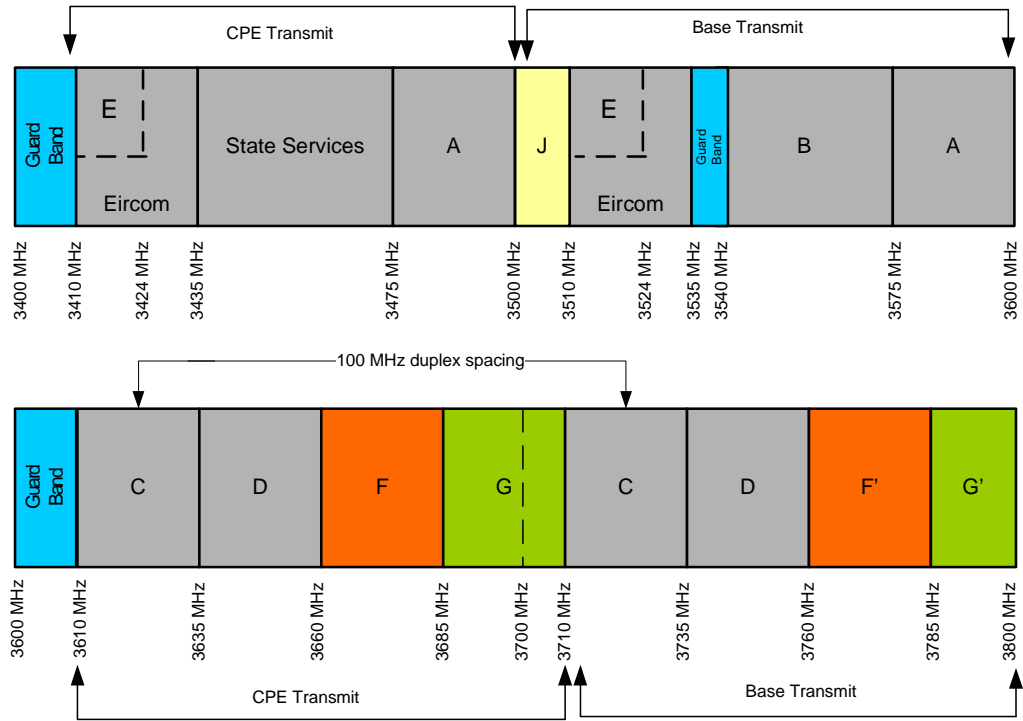 CPE Transmit
Base Transmit
Guard
Band
E
Eircom
State Services
A
J
E
Eircom
Guard
Band
B
A
3400 MHz
3410 MHz
3424 MHz
3435 MHz
3475 MHz
3500 MHz
3510 MHz
3524 MHz
3535 MHz
3540 MHz
3575 MHz
3600 MHz
100 MHz duplex spacing
Guard
Band
C
D
F
G
C
D
F’
G’
3600 MHz
3610 MHz
3635 MHz
3660 MHz
3685 MHz
3700 MHz
3710 MHz
3735 MHz
3760 MHz
3785 MHz
3800 MHz
CPE Transmit
Base Transmit